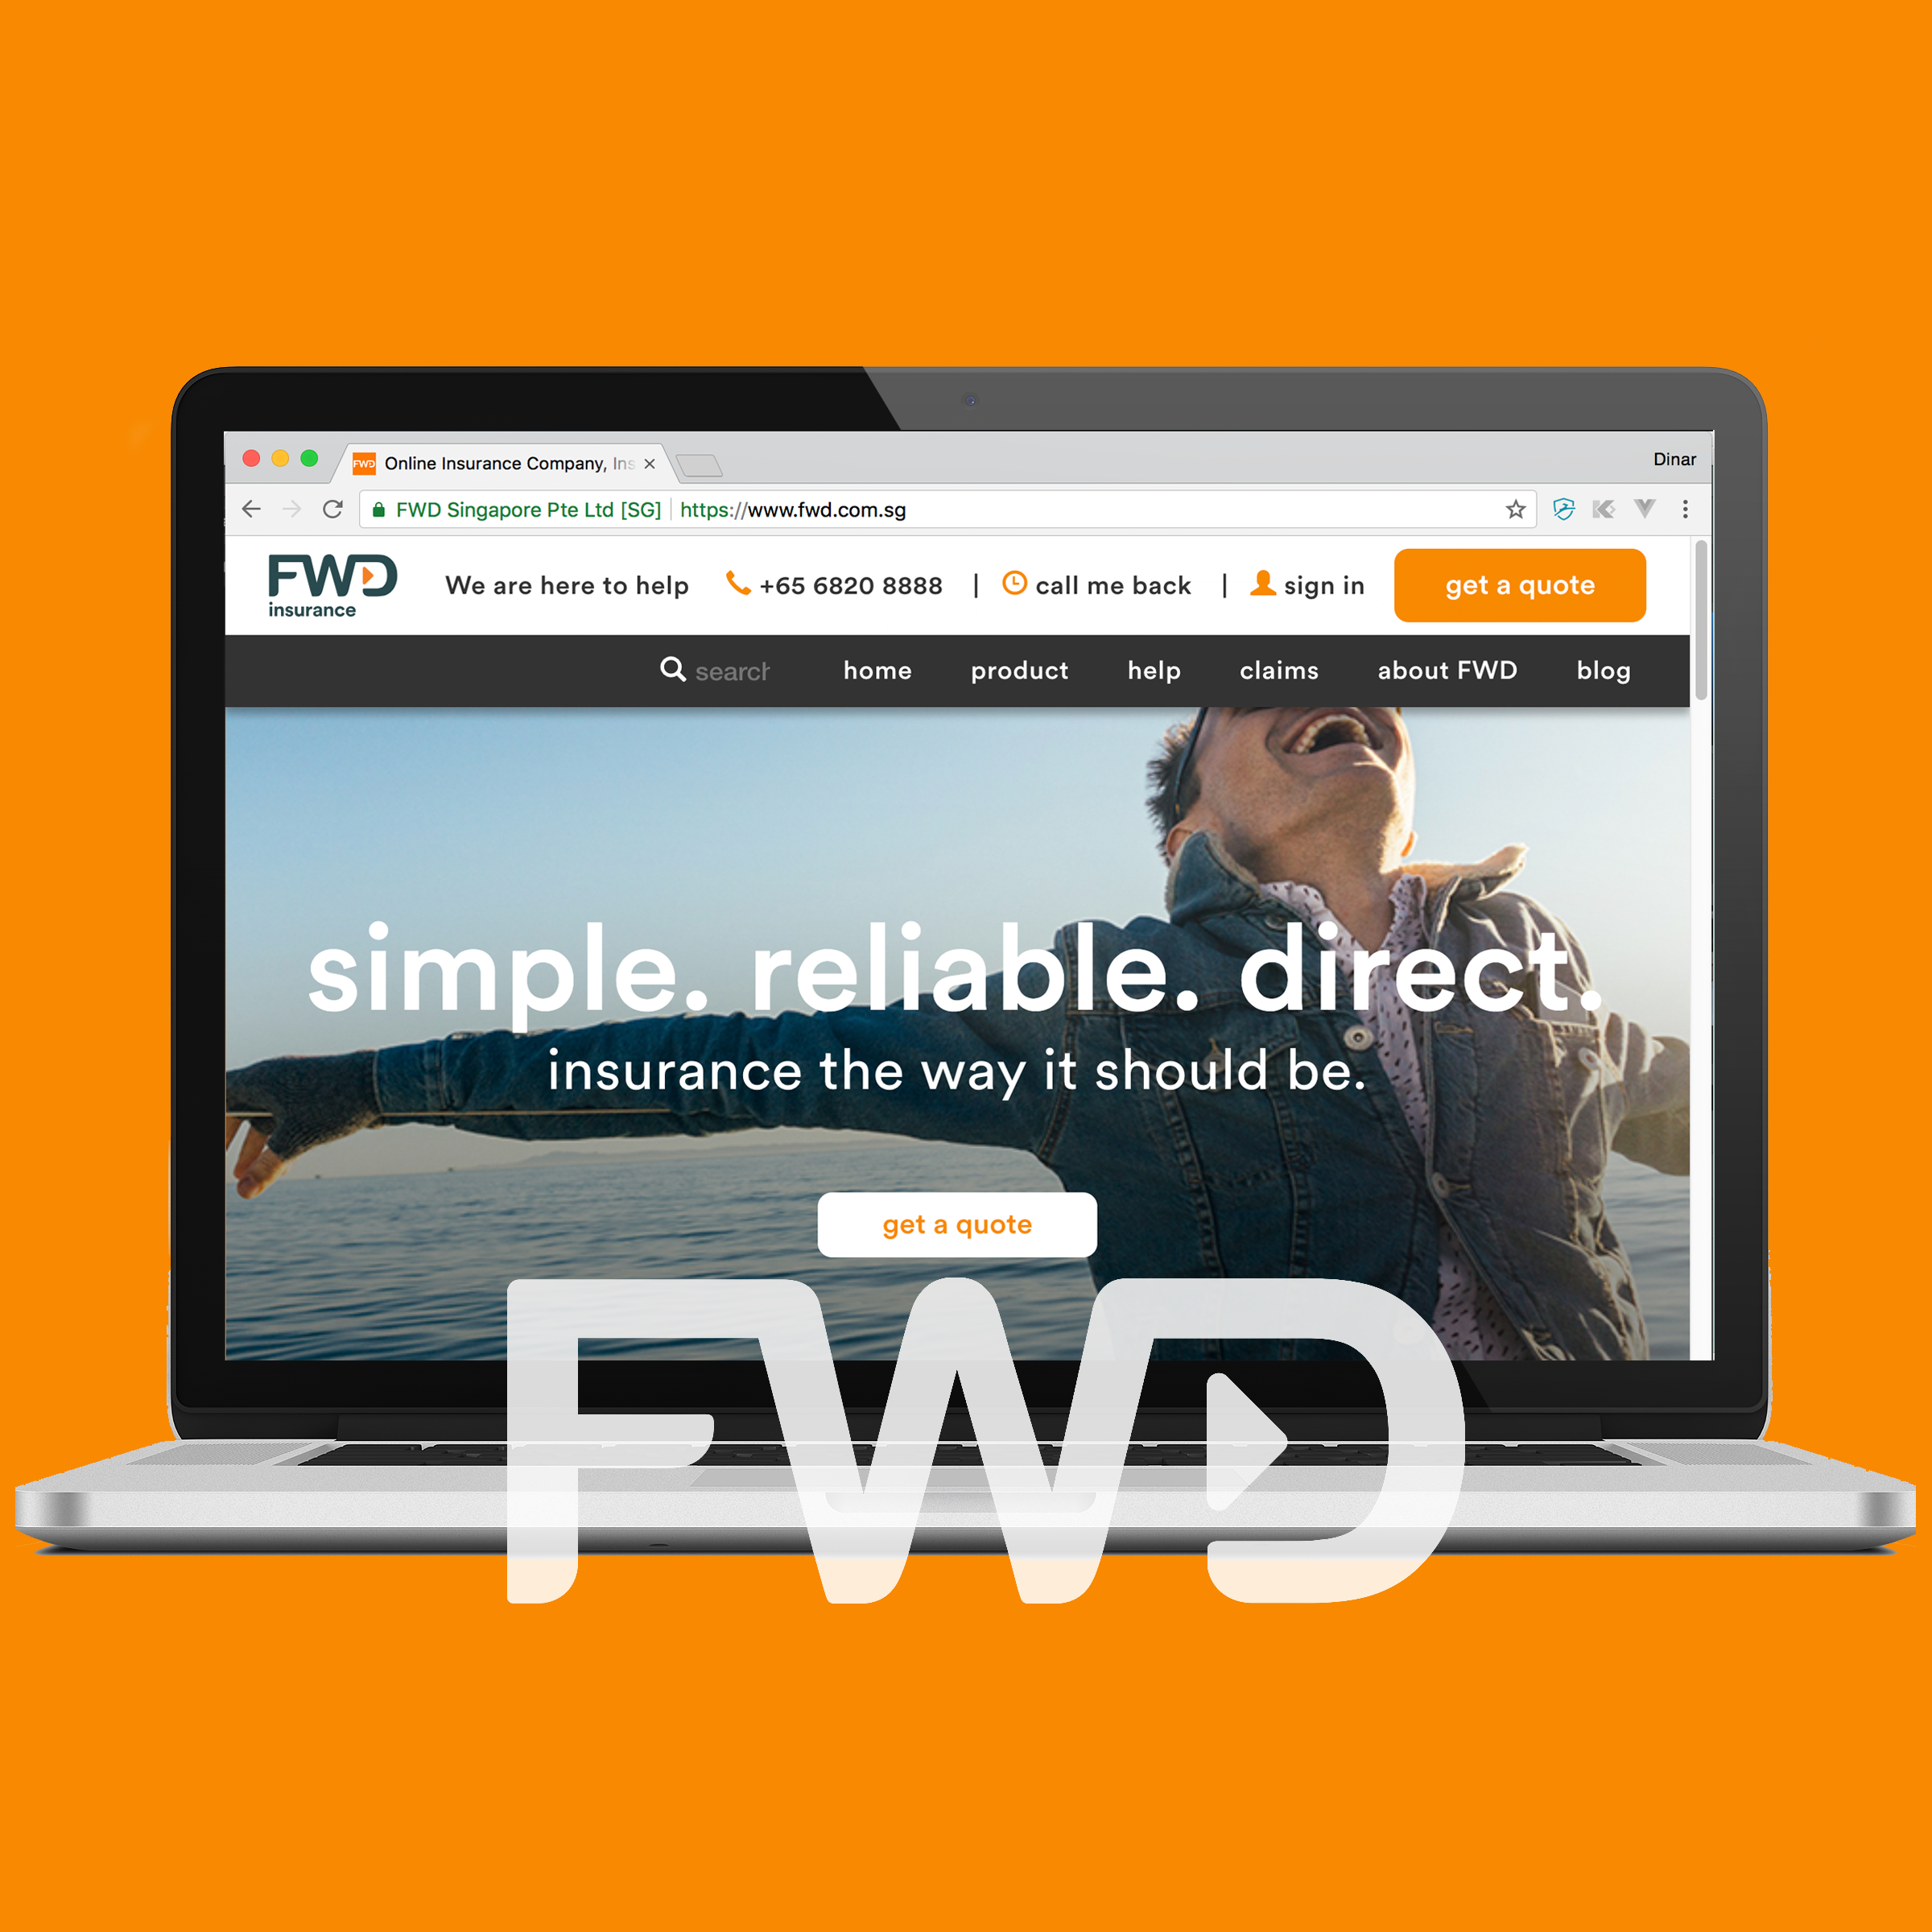 FWD Online Insurance Company, Ins
Dinar
FWD Singapore Pte Ltd [SG] https://www.fwd.com.sg
FWD
insurance
We are here to help +65 6820 8888 | call me back | sign in get a quote
search home product help claims about FWD blog
simple. reliable. direct.
insurance the way it should be.
get a quote
FWD